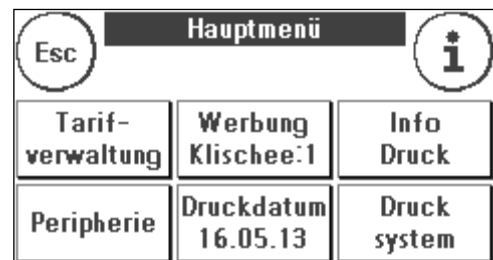 Esc
Hauptmenü
i
Tarif-
verwaltung
Werbung
Klischee:1
Info
Druck
Peripherie
Druckdatum
16.05.13
Druck
system